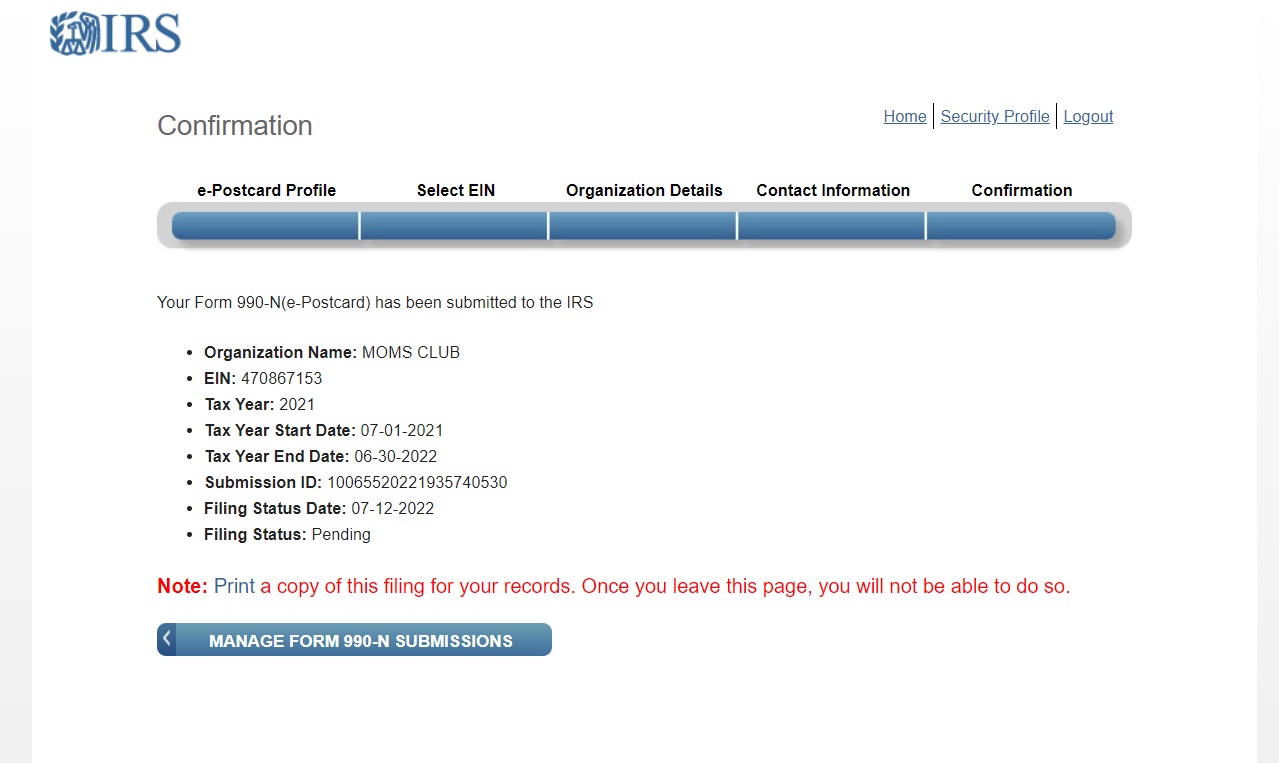 IRS
Confirmation
Home Security Profile Logout
e-Postcard Profile Select EIN Organization Details Contact Information Confirmation
Your Form 990-N(e-Postcard) has been submitted to the IRS
• Organization Name: MOMS CLUB
• EIN: 470867153
• Tax Year: 2021
• Tax Year Start Date: 07-01-2021
• Tax Year End Date: 06-30-2022
• Submission ID: 10065520221935740530
• Filing Status Date: 07-12-2022
• Filing Status: Pending
Note: Print a copy of this filing for your records. Once you leave this page, you will not be able to do so.
MANAGE FORM 990-N SUBMISSIONS